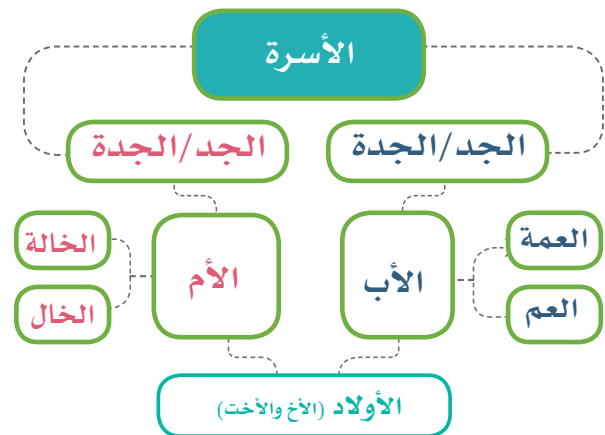 الأسرة
الجد/الجدة
الجد/الجدة
العمة
العم
الأب
الأم
الخالة
الخال
الأولاد (الأخ والأخت)